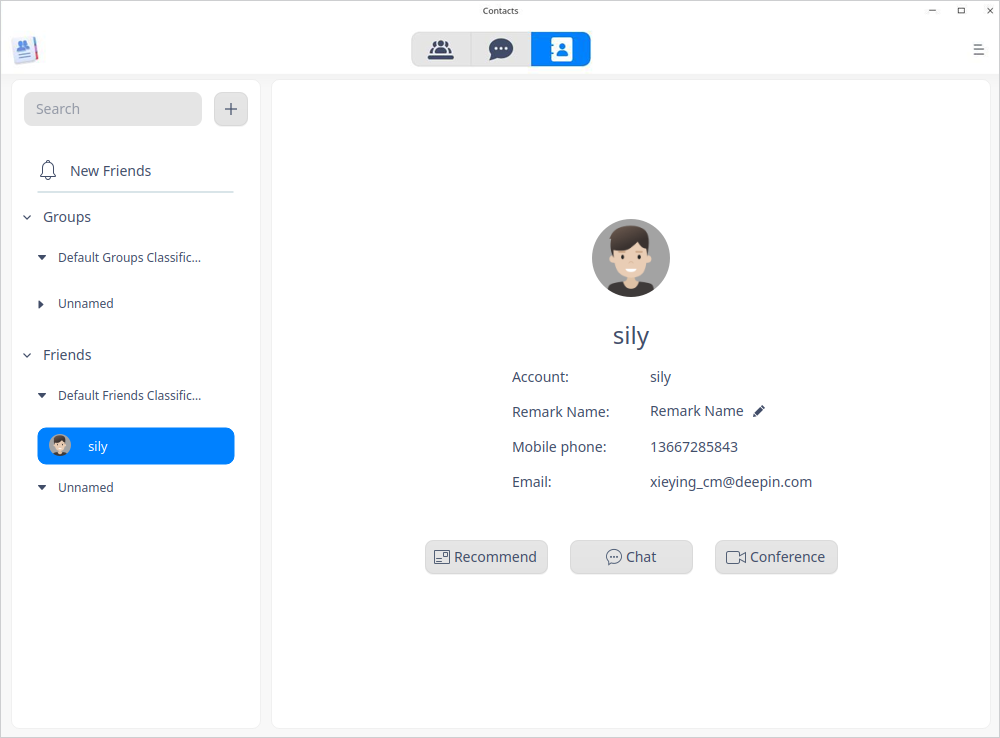 Contacts
Search
New Friends
Groups
Default Groups Classific...
Unnamed
Friends
Default Friends Classific...
sily
Unnamed
sily
Account: sily
Remark Name: Remark Name
Mobile phone: 13667285843
Email: xieying_cm@deepin.com
Recommend Chat Conference